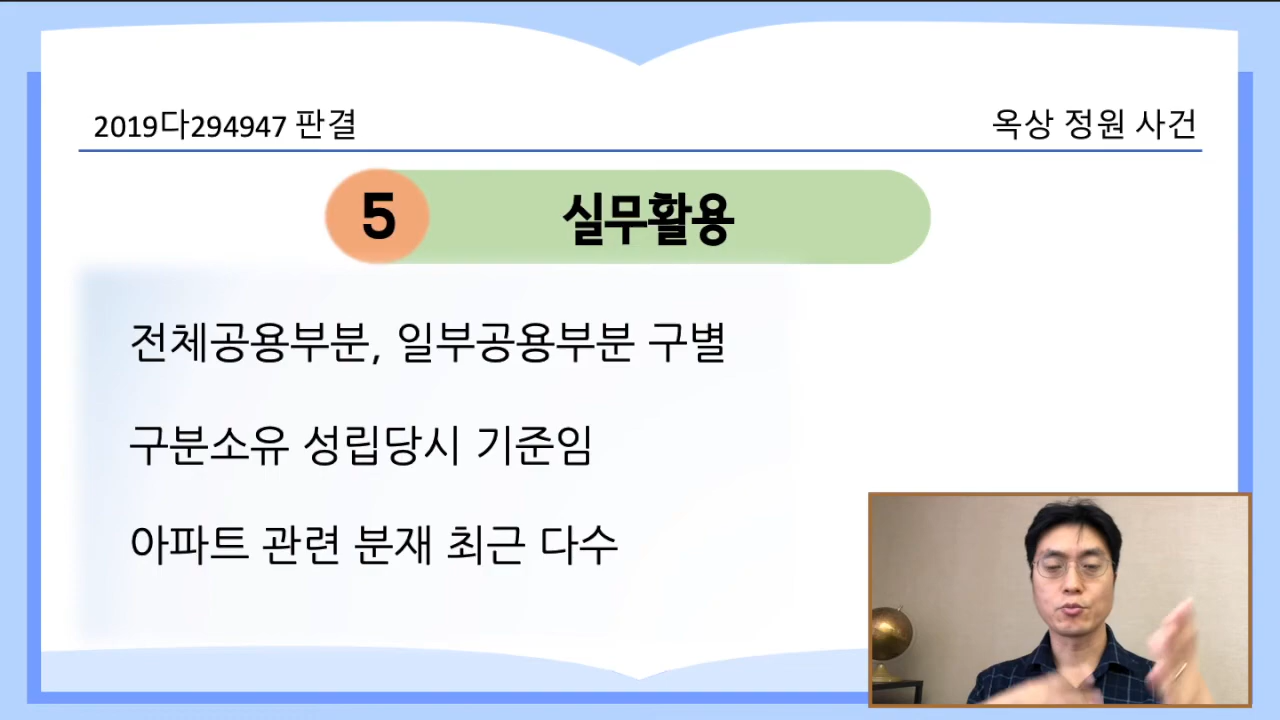 2019다294947 판결
옥상 정원 사건
5
실무활용
전체공용부분, 일부공용부분 구별
구분소유 성립당시 기준임
아파트 관련 분재 최근 다수